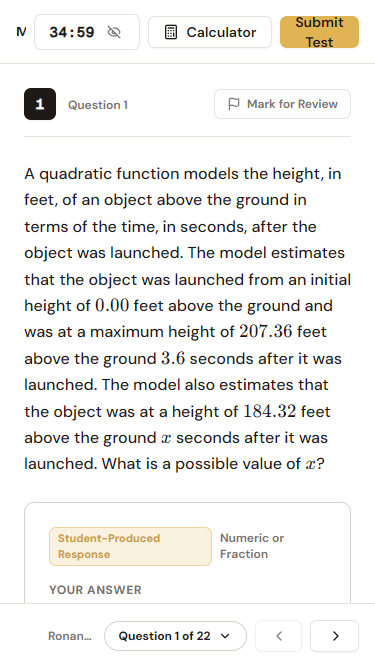 M 34:59 Calculator Submit
Test
1 Question 1 Mark for Review
A quadratic function models the height, in
feet, of an object above the ground in
terms of the time, in seconds, after the
object was launched. The model estimates
that the object was launched from an initial
height of 0.00 feet above the ground and
was at a maximum height of 207.36 feet
above the ground 3.6 seconds after it was
launched. The model also estimates that
the object was at a height of 184.32 feet
above the ground x seconds after it was
launched. What is a possible value of x?
Student-Produced
Response
Numeric or
Fraction
YOUR ANSWER
Ronan... Question 1 of 22